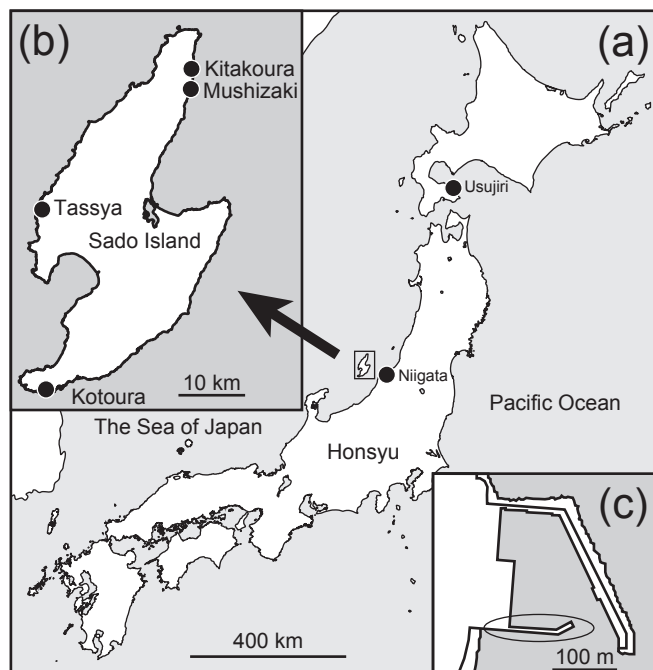 (b)
(a)
Kitakoura
Mushizaki
Usujiri
Tassya
Sado Island
10 km
Kotoura
Niigata
Pacific Ocean
The Sea of Japan
Honsyu
(c)
400 km
100 m